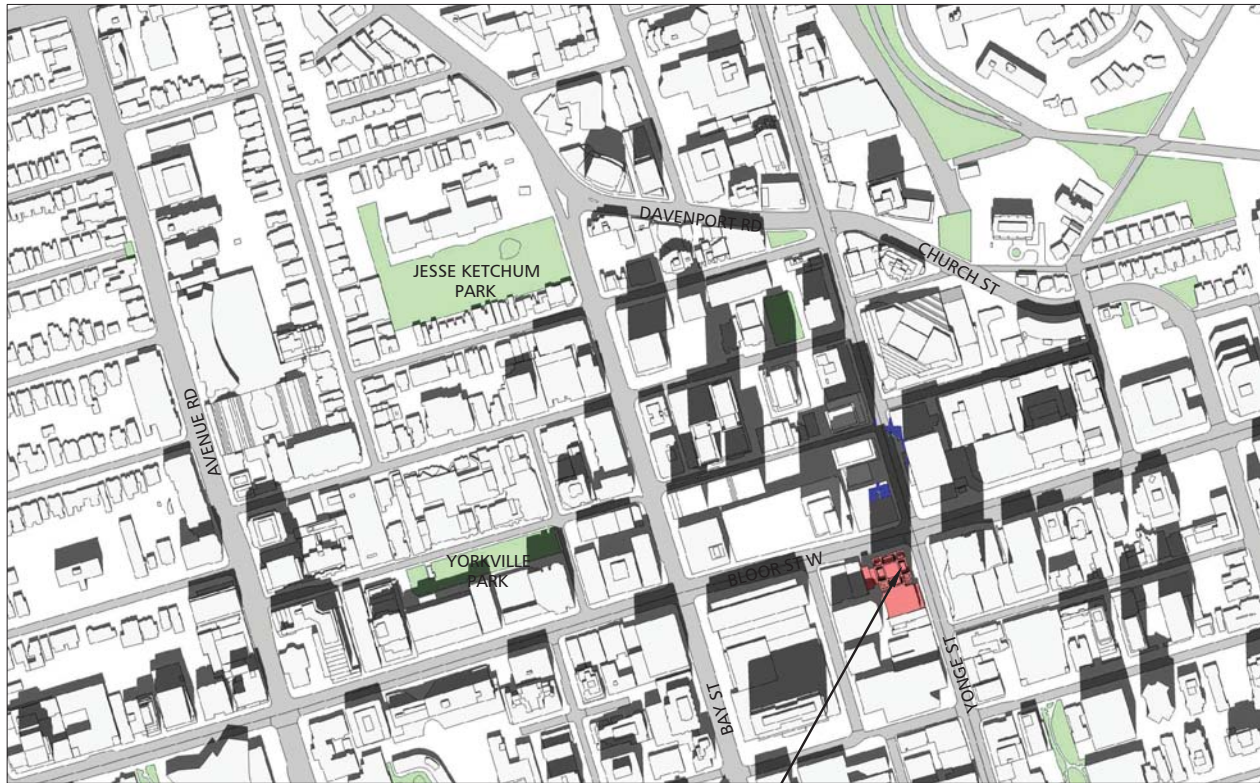 DAVENPORT RD
CHURCH ST
JESSE KETCHUM
PARK
AVENUE RD
YORKVILLE
PARK
BLOOR ST W
BAY ST
YONGE ST